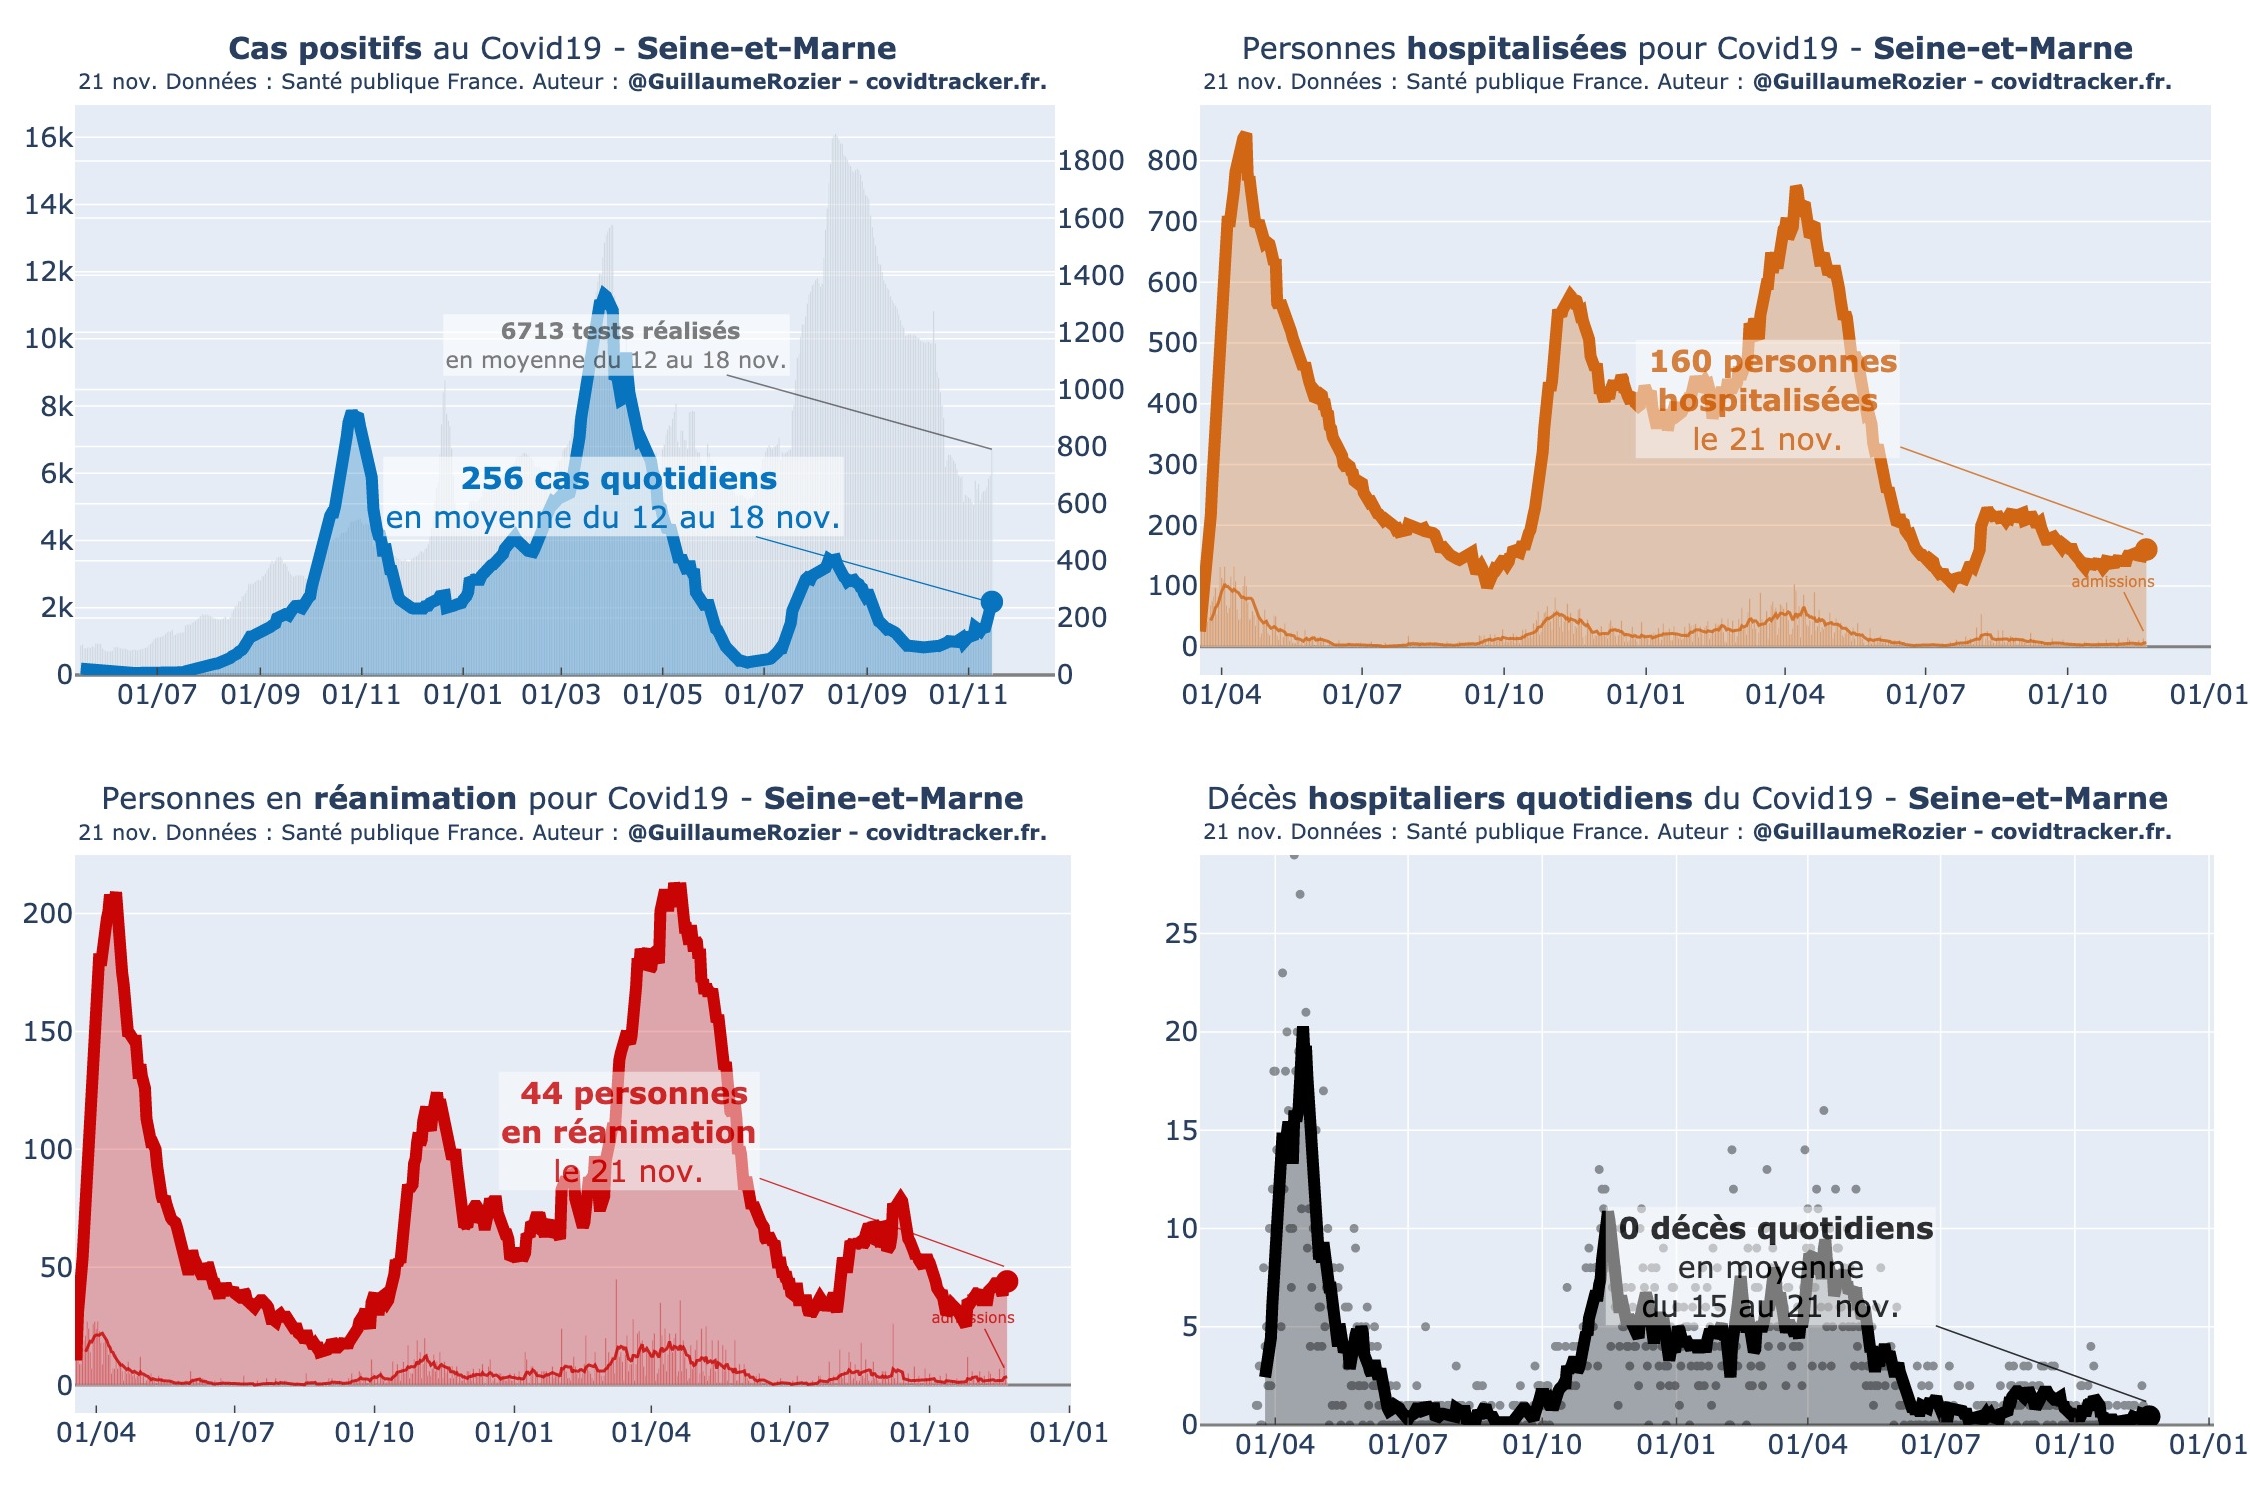 Cas positifs au Covid19 - Seine-et-Marne
21 nov. Données : Santé publique France. Auteur : @GuillaumeRozier - covidtracker.fr.
16k
14k
12k
10k
8k
6k
4k
2k
0
1800
1600
1400
1200
1000
800
600
400
200
0
6713 tests réalisés
en moyenne du 12 au 18 nov.
256 cas quotidiens
en moyenne du 12 au 18 nov.
01/07 01/09 01/11 01/01 01/03 01/05 01/07 01/09 01/11
Personnes hospitalisées pour Covid19 - Seine-et-Marne
21 nov. Données : Santé publique France. Auteur : @GuillaumeRozier - covidtracker.fr.
800
700
600
500
400
300
200
100
0
160 personnes
hospitalisées
le 21 nov.
admissions
01/04 01/07 01/10 01/01 01/04 01/07 01/10 01/01
Personnes en réanimation pour Covid19 - Seine-et-Marne
21 nov. Données : Santé publique France. Auteur : @GuillaumeRozier - covidtracker.fr.
200
150
100
50
0
44 personnes
en réanimation
le 21 nov.
admissions
01/04 01/07 01/10 01/01 01/04 01/07 01/10 01/01
Décès hospitaliers quotidiens du Covid19 - Seine-et-Marne
21 nov. Données : Santé publique France. Auteur : @GuillaumeRozier - covidtracker.fr.
25
20
15
10
5
0
0 décès quotidiens
en moyenne
du 15 au 21 nov.
01/04 01/07 01/10 01/01 01/04 01/07 01/10 01/01